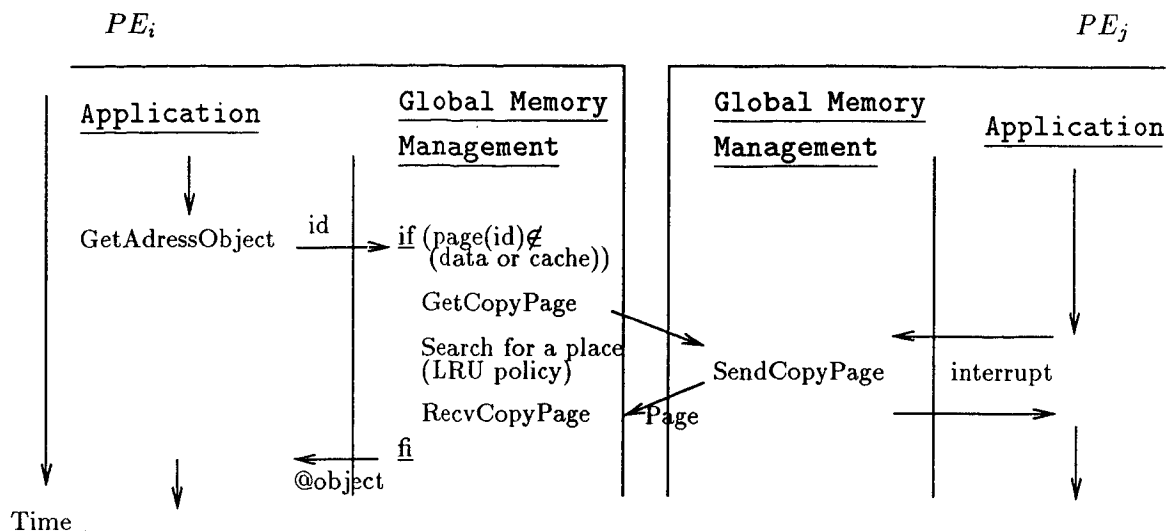 PE_i
PE_j
Application
Global Memory
Management
Global Memory
Management
Application
GetAdressObject
id
if (page(id)∉
(data or cache))
GetCopyPage
Search for a place
(LRU policy)
SendCopyPage
interrupt
RecvCopyPage
Page
fi
@object
Time